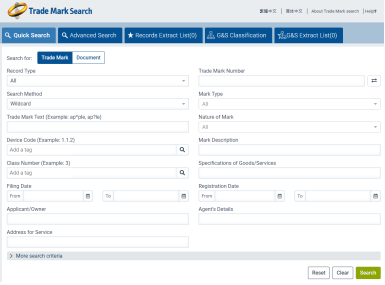 Trade Mark Search
繁體中文 | 简体中文 | About Trade Mark search | Help
Quick Search
Advanced Search
Records Extract List(0)
G&S Classification
G&S Extract List(0)
Search for: Trade Mark Document
Record Type
All
Trade Mark Number
Search Method
Wildcard
Mark Type
All
Trade Mark Text (Example: ap*ple, ap?le)
Nature of Mark
All
Device Code (Example: 1.1.2)
Add a tag
Mark Description
Class Number (Example: 3)
Add a tag
Specifications of Goods/Services
Filing Date
From To
Registration Date
From To
Applicant/Owner
Agent's Details
Address for Service
More search criteria
Reset Clear Search